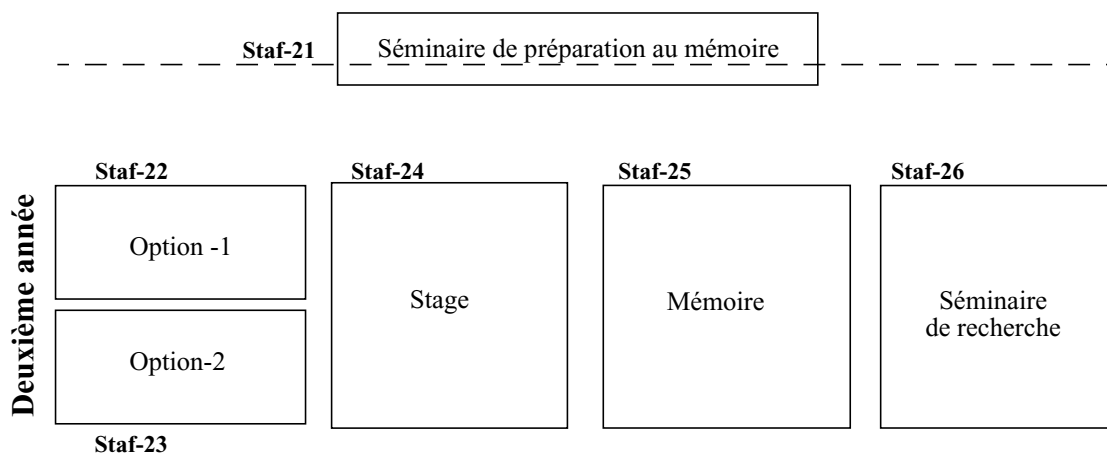 Staf-21
Séminaire de préparation au mémoire
Deuxième année
Staf-22
Option -1
Option-2
Staf-23
Staf-24
Stage
Staf-25
Mémoire
Staf-26
Séminaire
de recherche